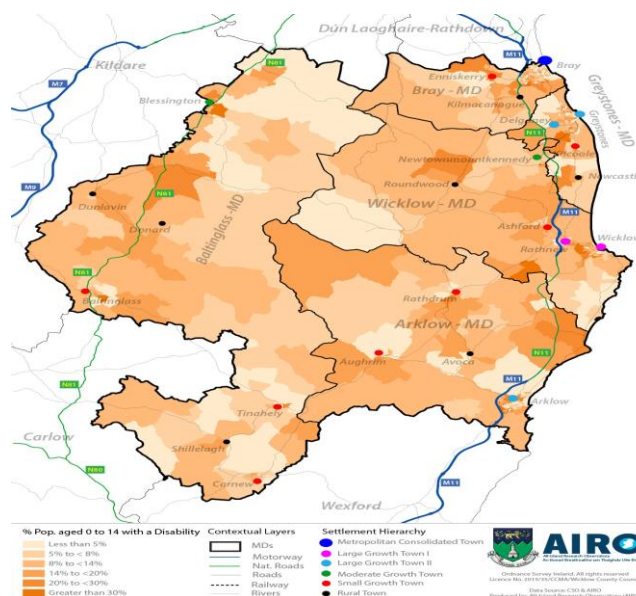 Dún Laoghaire-Rathdown
M11
Kildare
M7
N81
Bray
Enniskerry
Bray - MD
Kilmacanogue
Greystones - MD
Blessington
Delgany
Greystones
N11
Newtownmountkennedy
Kilcoole
M9
N81
Roundwood
Newcastle
Dunlavin
Baltinglass - MD
Wicklow - MD
M11
Donard
Ashford
Wicklow
Rathnew
N81
Baltinglass
Rathdrum
Arklow - MD
Aughrim
Avoca
N11
N81
M11
Arklow
Tinahely
Carlow
Shillelagh
N80
Carnew
M11
Wexford
% Pop. aged 0 to 14 with a Disability
Less than 5%
5% to < 8%
8% to <14%
14% to <20%
20% to <30%
Greater than 30%
Contextual Layers
MDs
Motorway
Nat. Roads
Roads
Railway
Rivers
Settlement Hierarchy
Metropolitan Consolidated Town
Large Growth Town I
Large Growth Town II
Moderate Growth Town
Small Growth Town
Rural Town
AIRO
All-Island Research Observatory
Ordnance Survey Ireland. All rights reserved
Data Source: CSO & AIRO